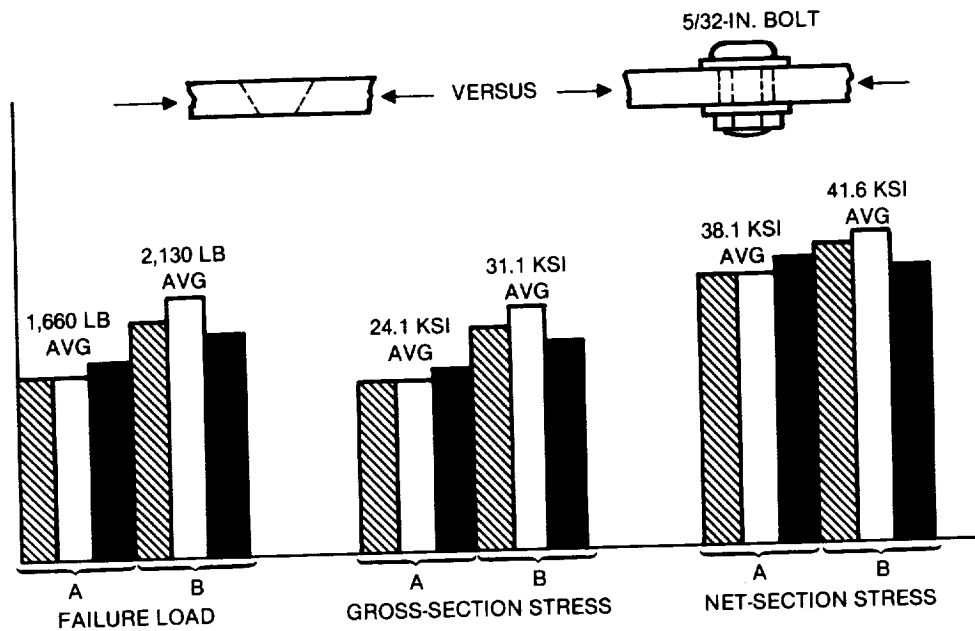 5/32-IN. BOLT
VERSUS
1,660 LB
AVG
2,130 LB
AVG
24.1 KSI
AVG
31.1 KSI
AVG
38.1 KSI
AVG
41.6 KSI
AVG
A
B
FAILURE LOAD
A
B
GROSS-SECTION STRESS
A
B
NET-SECTION STRESS